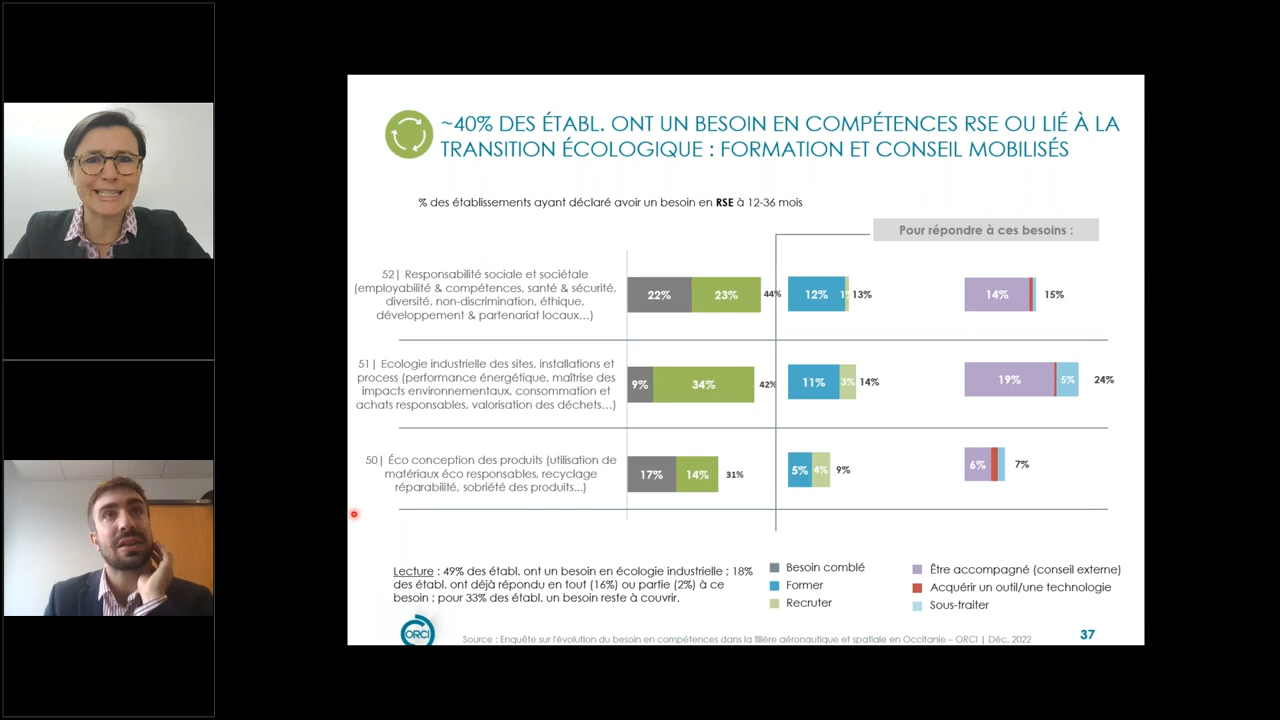 ~40% DES ÉTABL. ONT UN BESOIN EN COMPÉTENCES RSE OU LIÉ À LA
TRANSITION ÉCOLOGIQUE : FORMATION ET CONSEIL MOBILISÉS
% des établissements ayant déclaré avoir un besoin en RSE à 12-36 mois
Pour répondre à ces besoins :
52| Responsabilité sociale et sociétale
(employabilité & compétences, santé & sécurité,
diversité, non-discrimination, éthique,
développement & partenariat locaux...)
22% 23% 44% 12% 13% 14% 15%
51| Ecologie industrielle des sites, installations et
process (performance énergétique, maîtrise des
impacts environnementaux, consommation et
achats responsables, valorisation des déchets...)
9% 34% 42% 11% 3% 14% 19% 5% 24%
50| Éco conception des produits (utilisation de
matériaux éco responsables, recyclage
réparabilité, sobriété des produits...)
17% 14% 31% 5% 4% 9% 6% 7%
Lecture : 49% des établ. ont un besoin en écologie industrielle ; 18%
des établ. ont déjà répondu en tout (16%) ou partie (2%) à ce
besoin ; pour 33% des établ. un besoin reste à couvrir.
Besoin comblé
Former
Recruter
Être accompagné (conseil externe)
Acquérir un outil/une technologie
Sous-traiter
ORCI
Source : Enquête sur l'évolution du besoin en compétences dans la filière aéronautique et spatiale en Occitanie – ORCI | Déc. 2022
37